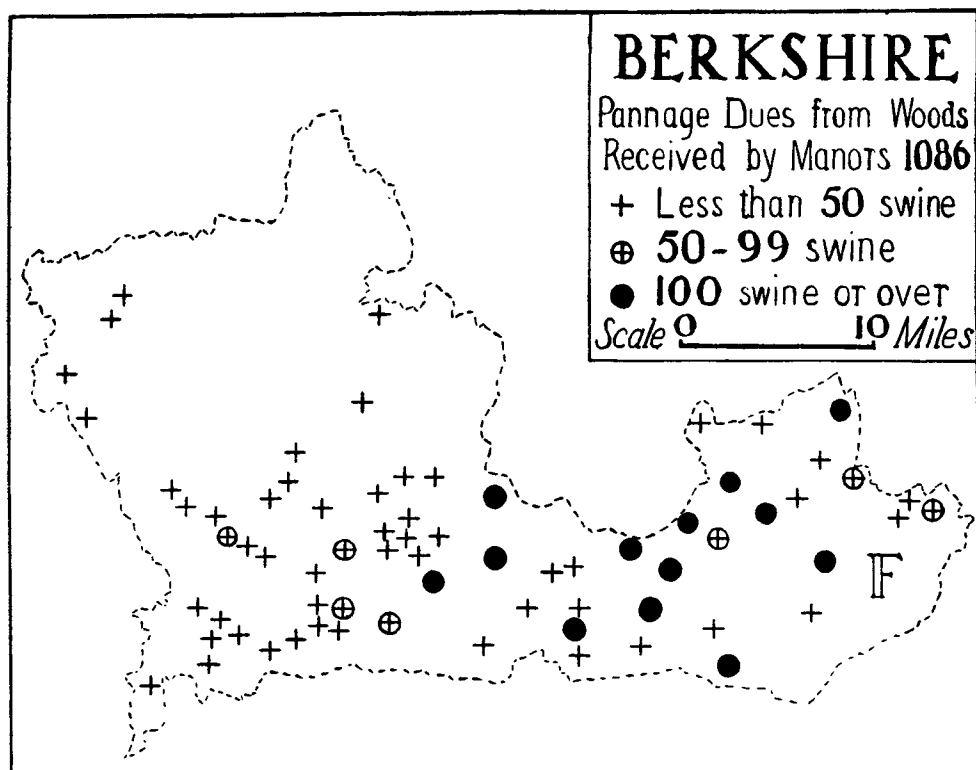 BERKSHIRE
Pannage Dues from Woods
Received by Manors 1086
+ Less than 50 swine
⊕ 50-99 swine
● 100 swine or over
Scale 0 10 Miles
F